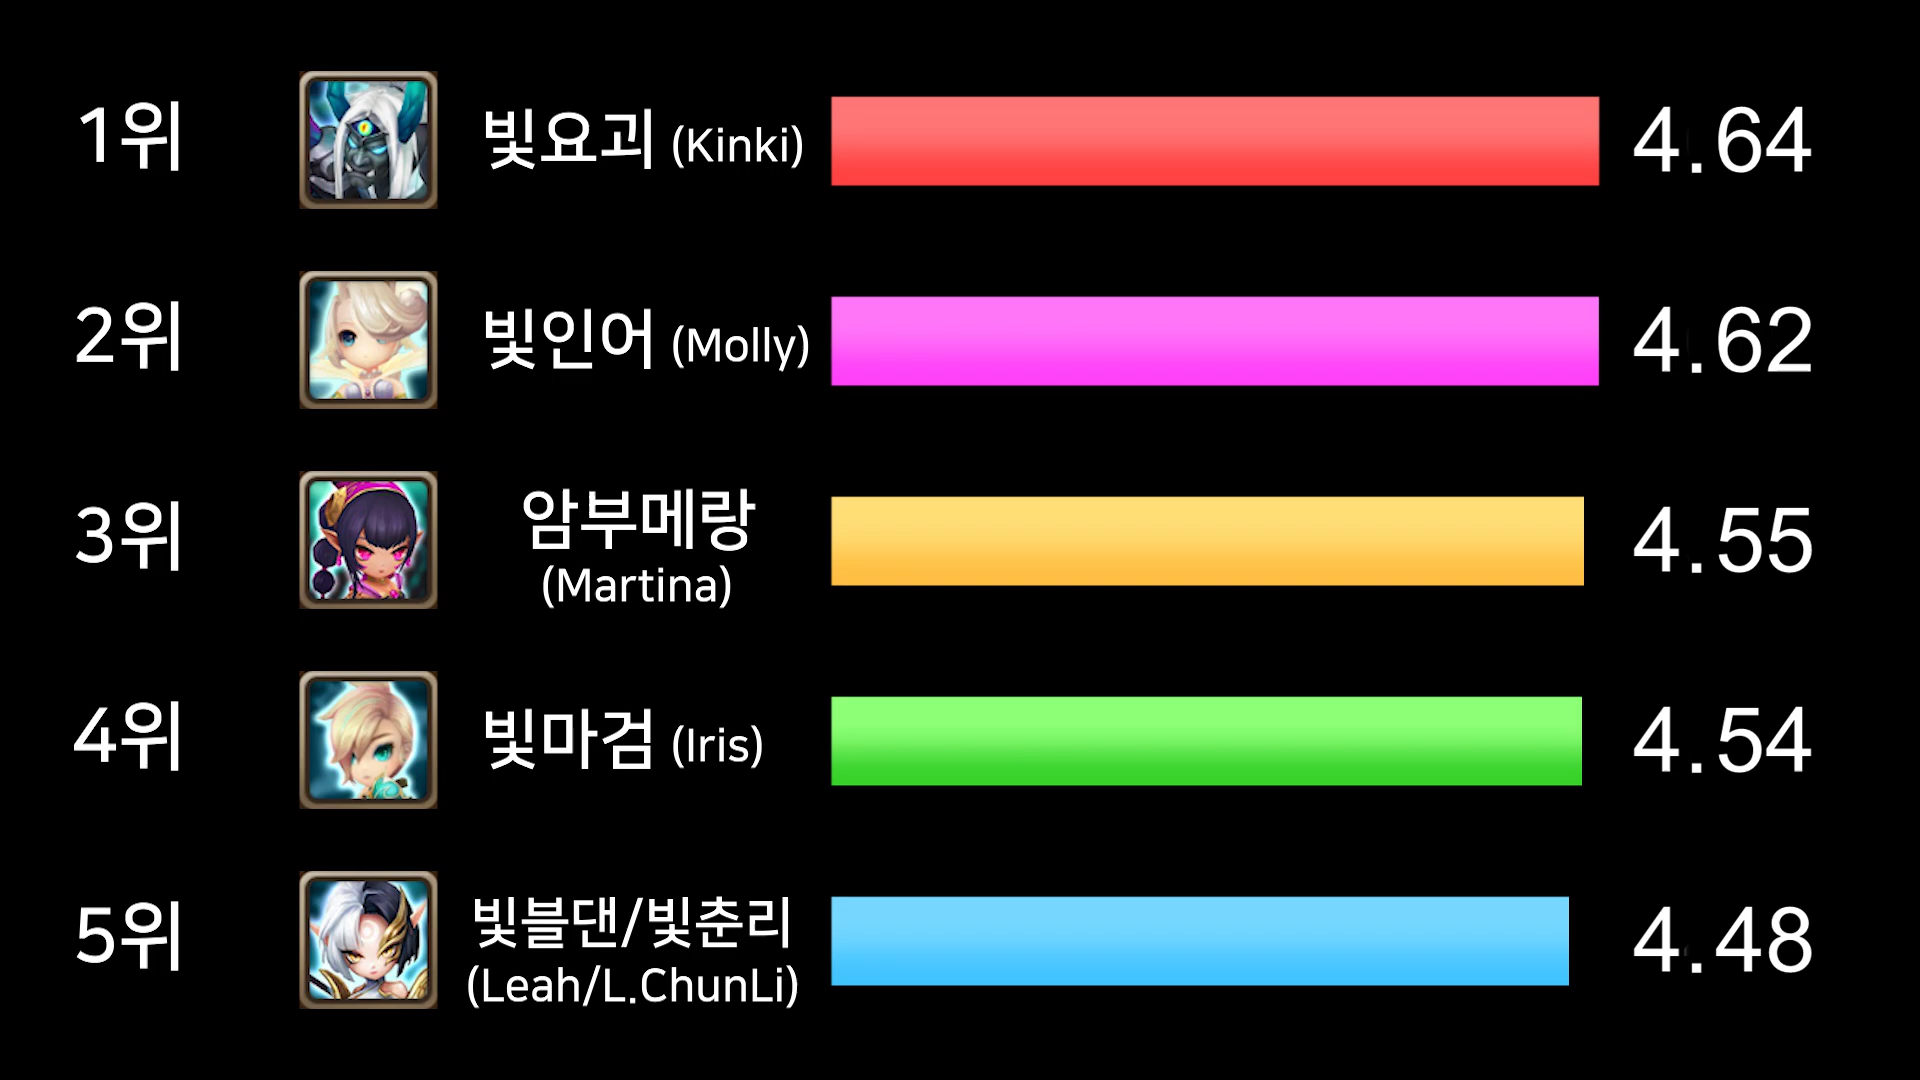 1위 빛요괴 (Kinki) 4.64
2위 빛인어 (Molly) 4.62
3위 암부메랑 (Martina) 4.55
4위 빛마검 (Iris) 4.54
5위 빛블댄/빛춘리 (Leah/L.ChunLi) 4.48